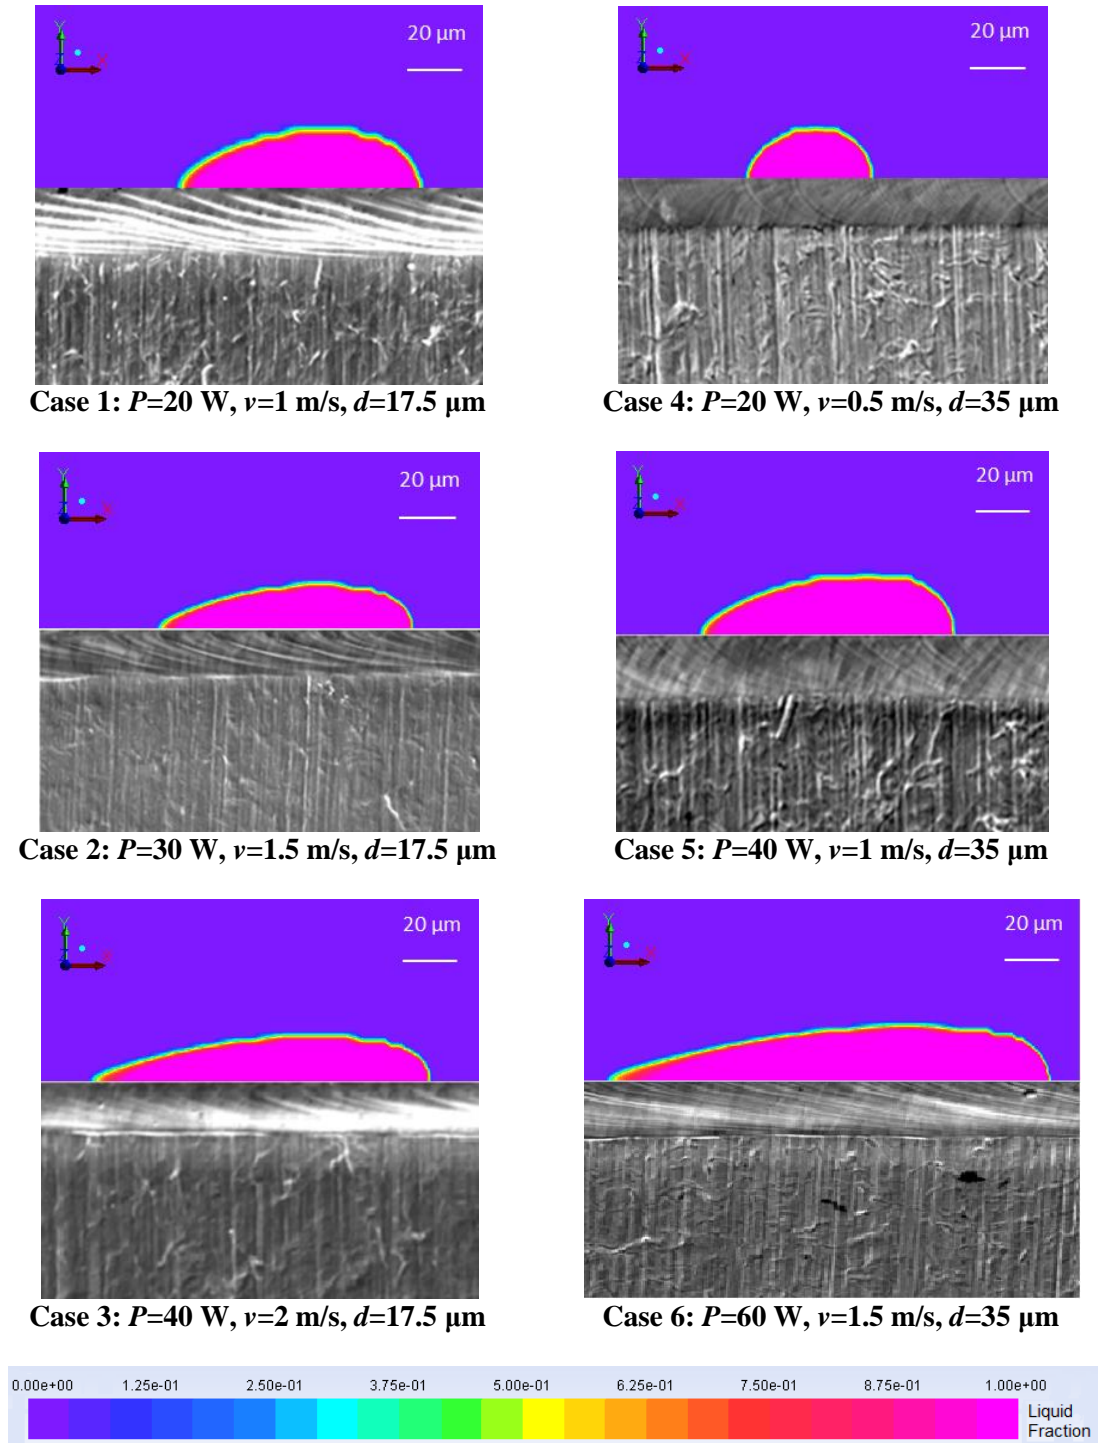 Y
Z
X
20 µm
Y
Z
X
20 µm
Case 1: P=20 W, v=1 m/s, d=17.5 µm
Case 4: P=20 W, v=0.5 m/s, d=35 µm
Y
Z
X
20 µm
Y
Z
X
20 µm
Case 2: P=30 W, v=1.5 m/s, d=17.5 µm
Case 5: P=40 W, v=1 m/s, d=35 µm
Y
Z
X
20 µm
Y
Z
X
20 µm
Case 3: P=40 W, v=2 m/s, d=17.5 µm
Case 6: P=60 W, v=1.5 m/s, d=35 µm
0.00e+00 1.25e-01 2.50e-01 3.75e-01 5.00e-01 6.25e-01 7.50e-01 8.75e-01 1.00e+00
Liquid
Fraction